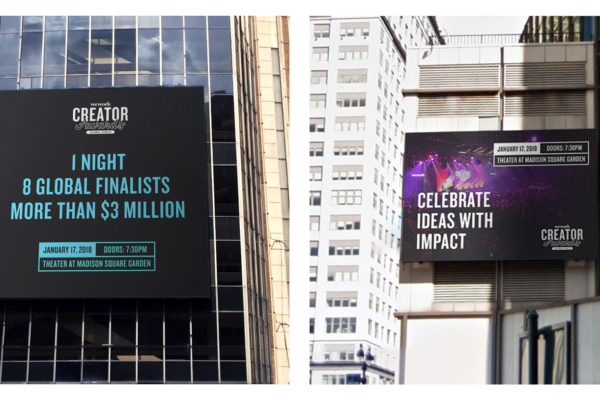 wework
CREATOR
Awards
1 NIGHT
8 GLOBAL FINALISTS
MORE THAN $3 MILLION
JANUARY 17, 2018 DOORS: 7:30PM
THEATER AT MADISON SQUARE GARDEN
JANUARY 17, 2018 DOORS: 7:30PM
THEATER AT MADISON SQUARE GARDEN
CELEBRATE
IDEAS WITH
IMPACT
wework
CREATOR
Awards